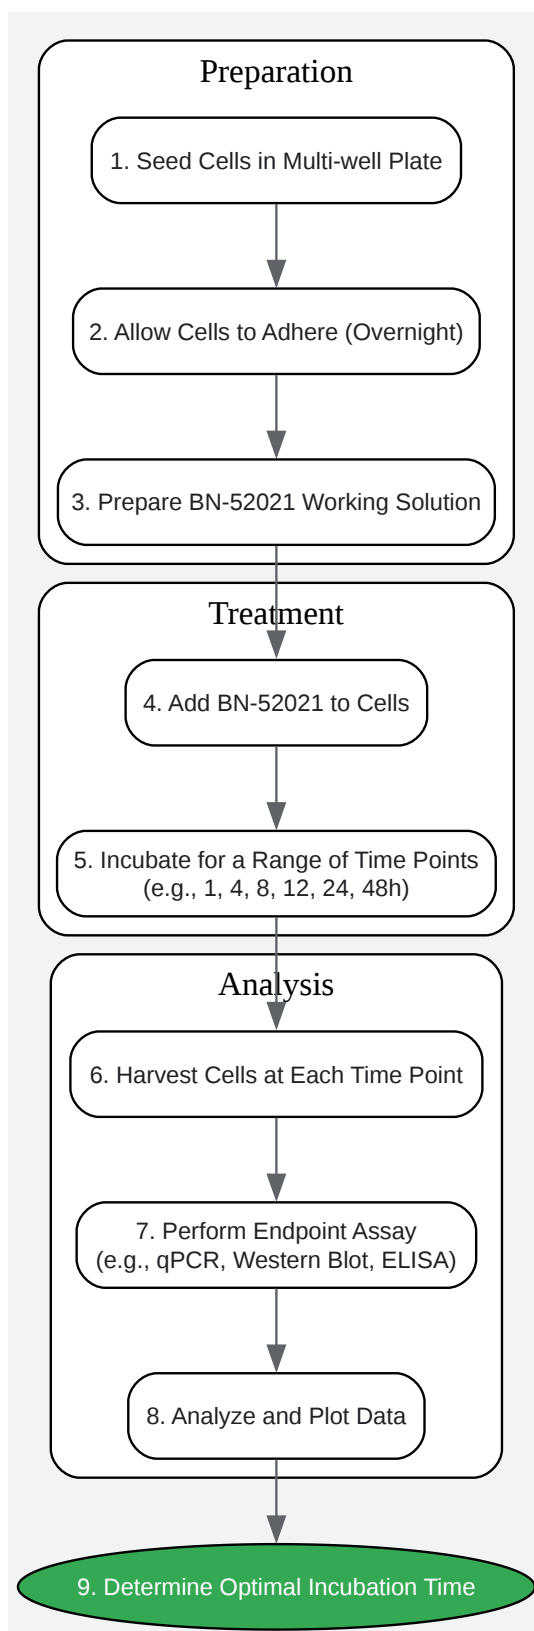 Preparation
1. Seed Cells in Multi-well Plate
2. Allow Cells to Adhere (Overnight)
3. Prepare BN-52021 Working Solution
Treatment
4. Add BN-52021 to Cells
5. Incubate for a Range of Time Points
(e.g., 1, 4, 8, 12, 24, 48h)
Analysis
6. Harvest Cells at Each Time Point
7. Perform Endpoint Assay
(e.g., qPCR, Western Blot, ELISA)
8. Analyze and Plot Data
9. Determine Optimal Incubation Time